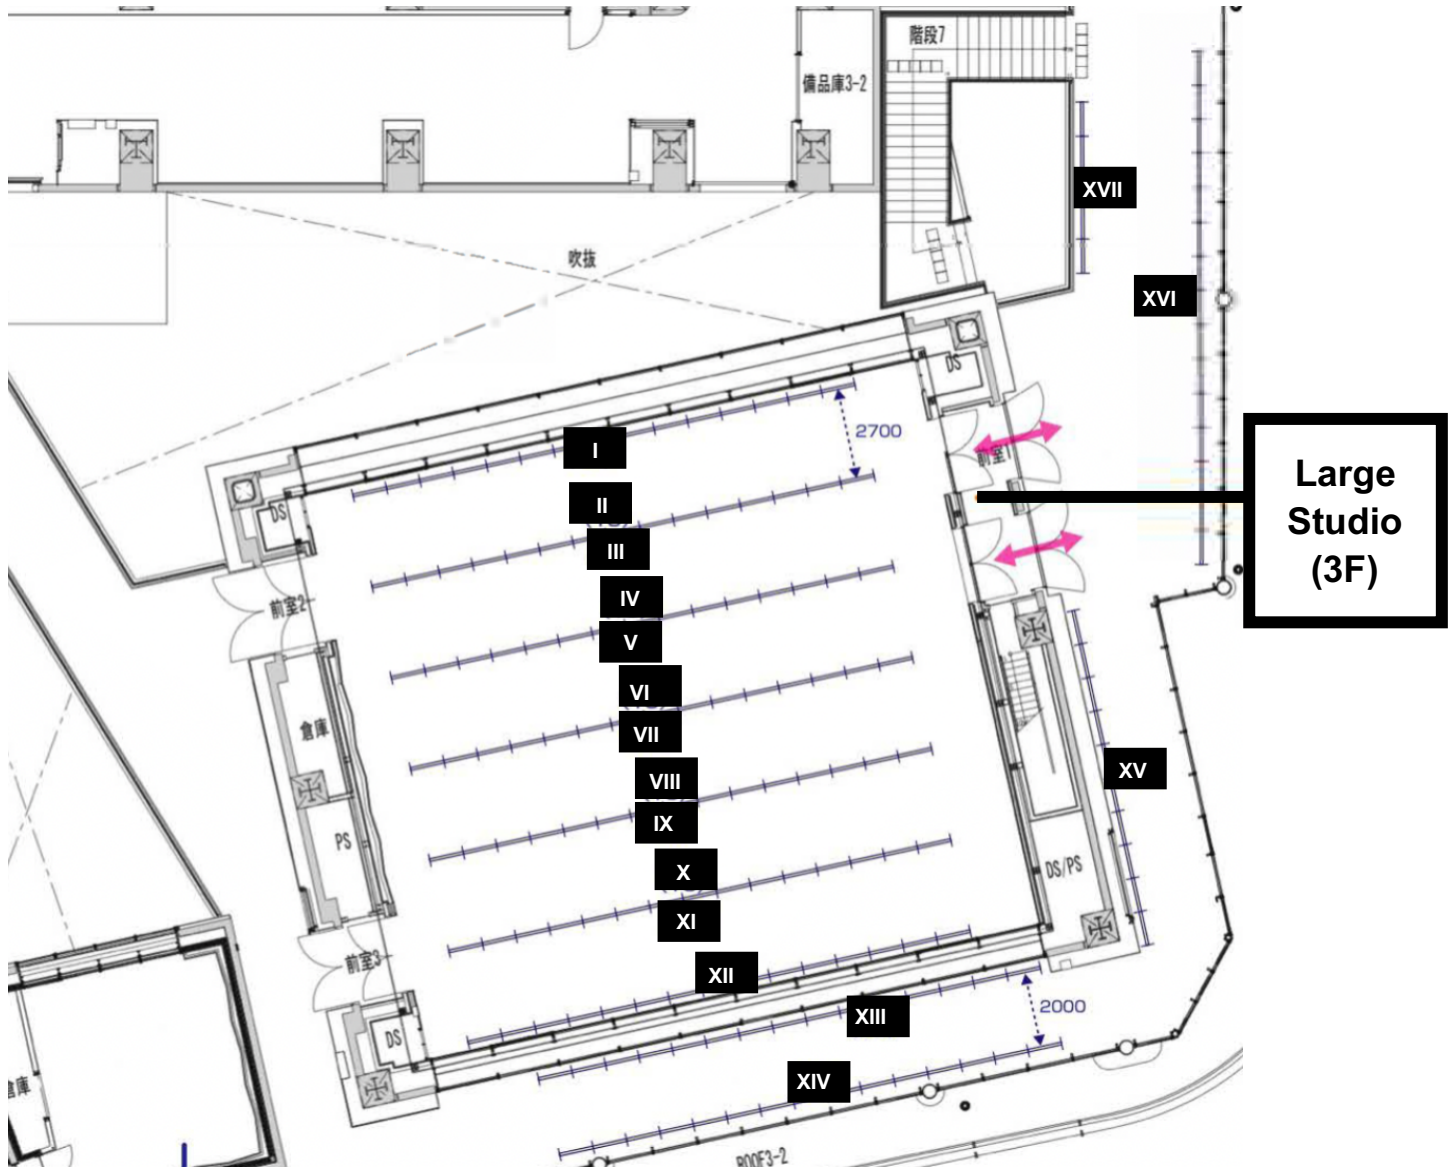 階段7
備品庫3-2
XVII
吹抜
XVI
DS
2700
I
前室1
Large
Studio
(3F)
II
DS
III
IV
前室2
V
VI
倉庫
VII
VIII
XV
IX
PS
X
DS/PS
XI
前室3
XII
2000
XIII
DS
XIV
倉庫
ROOF3-2